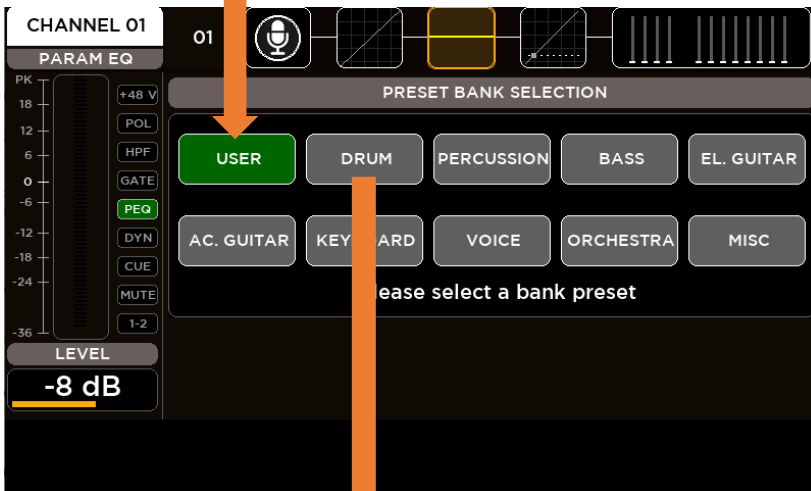 CHANNEL 01
01
PARAM EQ
PK
18
12
6
0
-6
-12
-18
-24
-36
+48 V
POL
HPF
GATE
PEQ
DYN
CUE
MUTE
1-2
LEVEL
-8 dB
PRESET BANK SELECTION
USER DRUM PERCUSSION BASS EL. GUITAR
AC. GUITAR VOICE ORCHESTRA MISC
select a bank preset